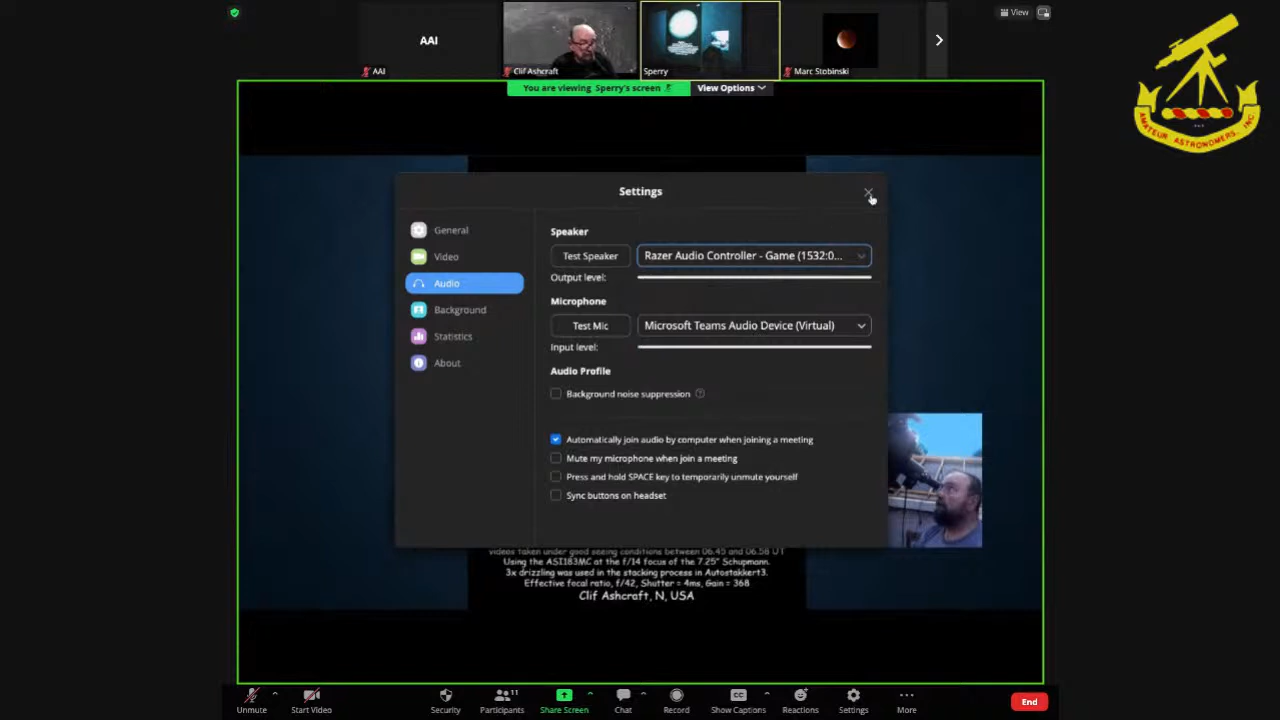 View
AAI
AAI
Clif Ashcraft
Sperry
Marc Stobinski
You are viewing Sperry's screen
View Options
AMATEUR ASTRONOMERS, INC
Settings
General
Video
Audio
Background
Statistics
About
Speaker
Test Speaker
Razer Audio Controller - Game (1532:0...
Output level:
Microphone
Test Mic
Microsoft Teams Audio Device (Virtual)
Input level:
Audio Profile
Background noise suppression
Automatically join audio by computer when joining a meeting
Mute my microphone when join a meeting
Press and hold SPACE key to temporarily unmute yourself
Sync buttons on headset
videos taken under good seeing conditions between 06.45 and 06.58 UT
Using the ASI183MC at the f/14 focus of the 7.25" Schupmann.
3x drizzling was used in the stacking process in Autostakkert3.
Effective focal ratio, f/42, Shutter = 4ms, Gain = 368
Clif Ashcraft, N, USA
Unmute
Start Video
Security
Participants
11
Share Screen
Chat
Record
Show Captions
Reactions
Settings
More
End